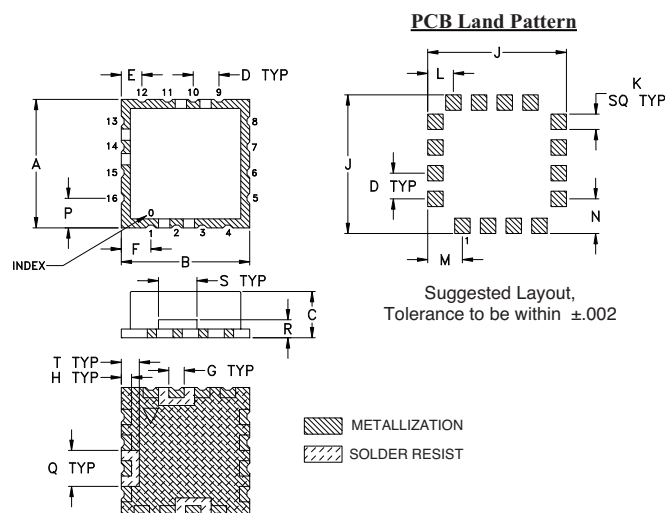 PCB Land Pattern
E
D TYP
12
11
10
9
13
14
15
16
8
7
6
5
A
P
0
1
2
3
4
F
B
INDEX
J
L
K
SQ TYP
J
D TYP
N
M
1
Suggested Layout,
Tolerance to be within ±.002
S TYP
C
R
T TYP
H TYP
G TYP
Q TYP
METALLIZATION
SOLDER RESIST